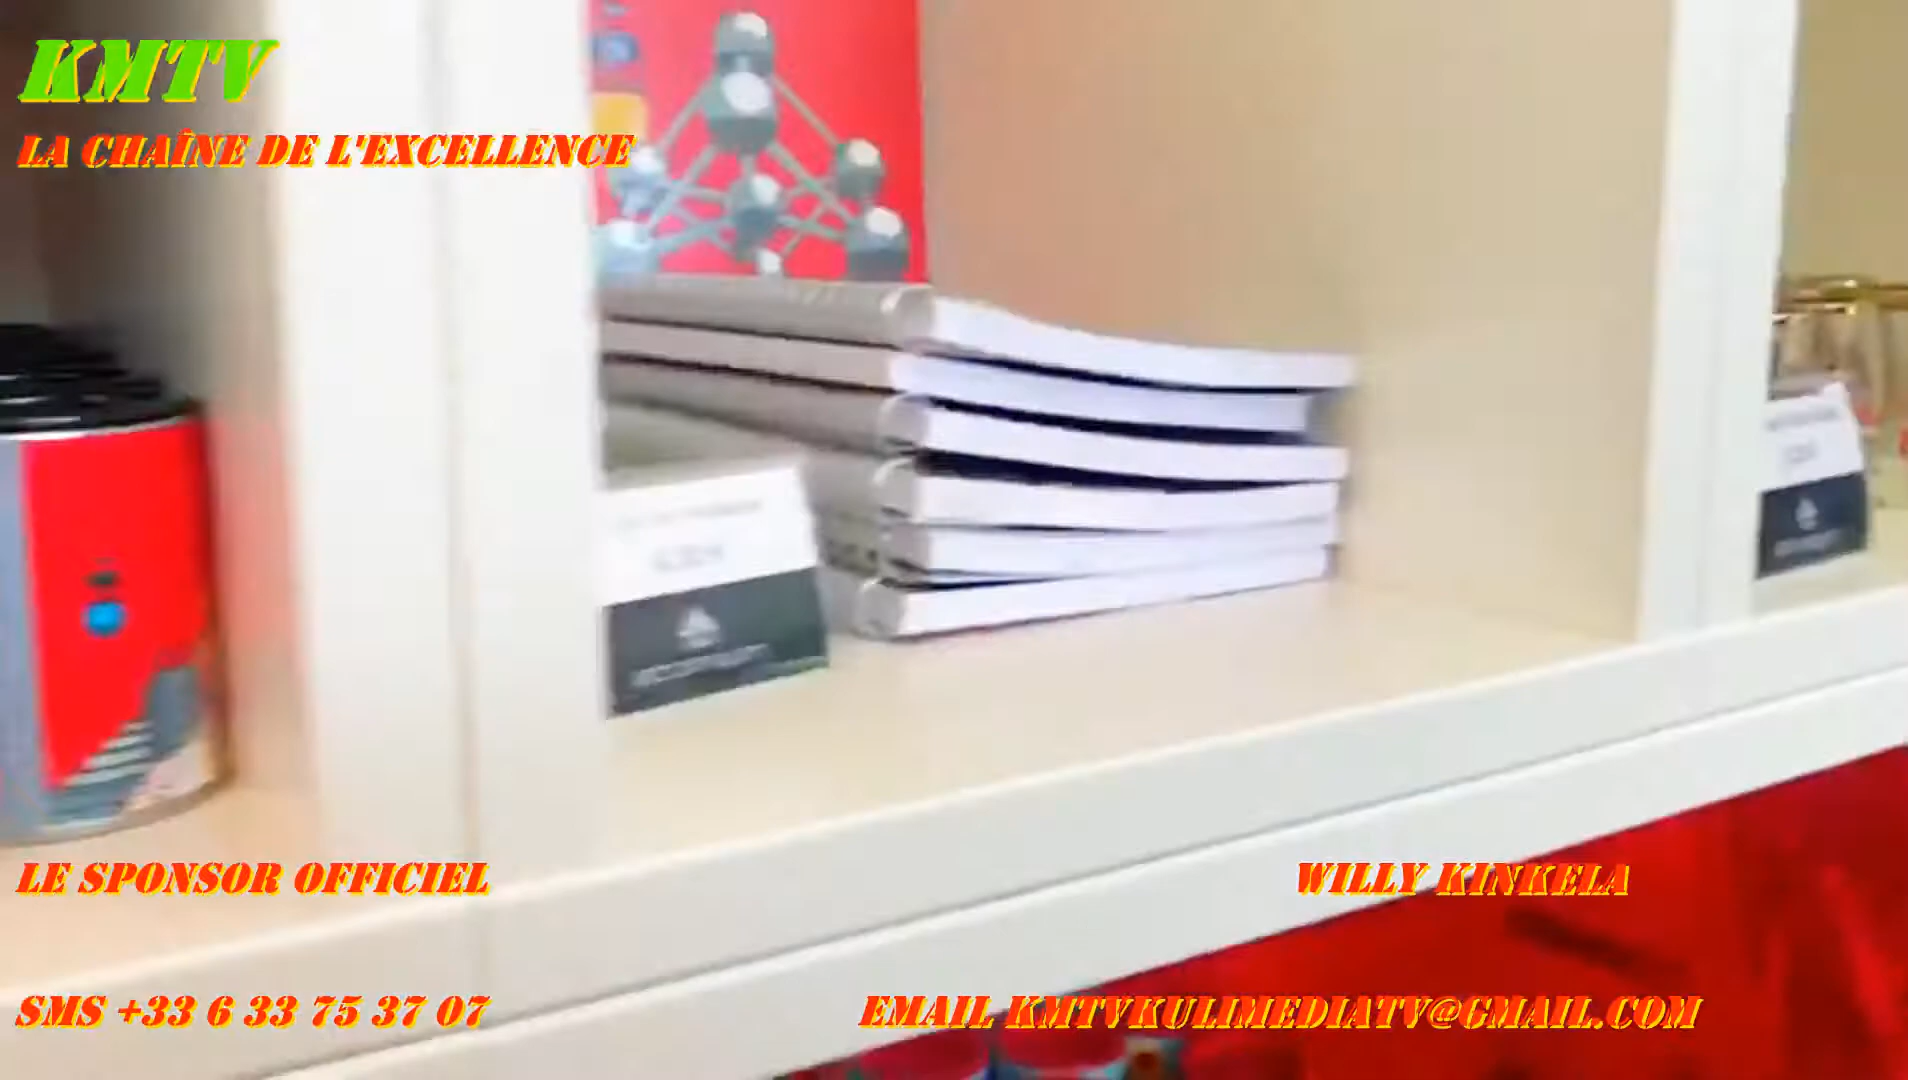 KMTV
LA CHAÎNE DE L'EXCELLENCE
LE SPONSOR OFFICIEL
WILLY KINKELA
SMS +33 6 33 75 37 07
EMAIL KMTVKULIMEDIATV@GMAIL.COM